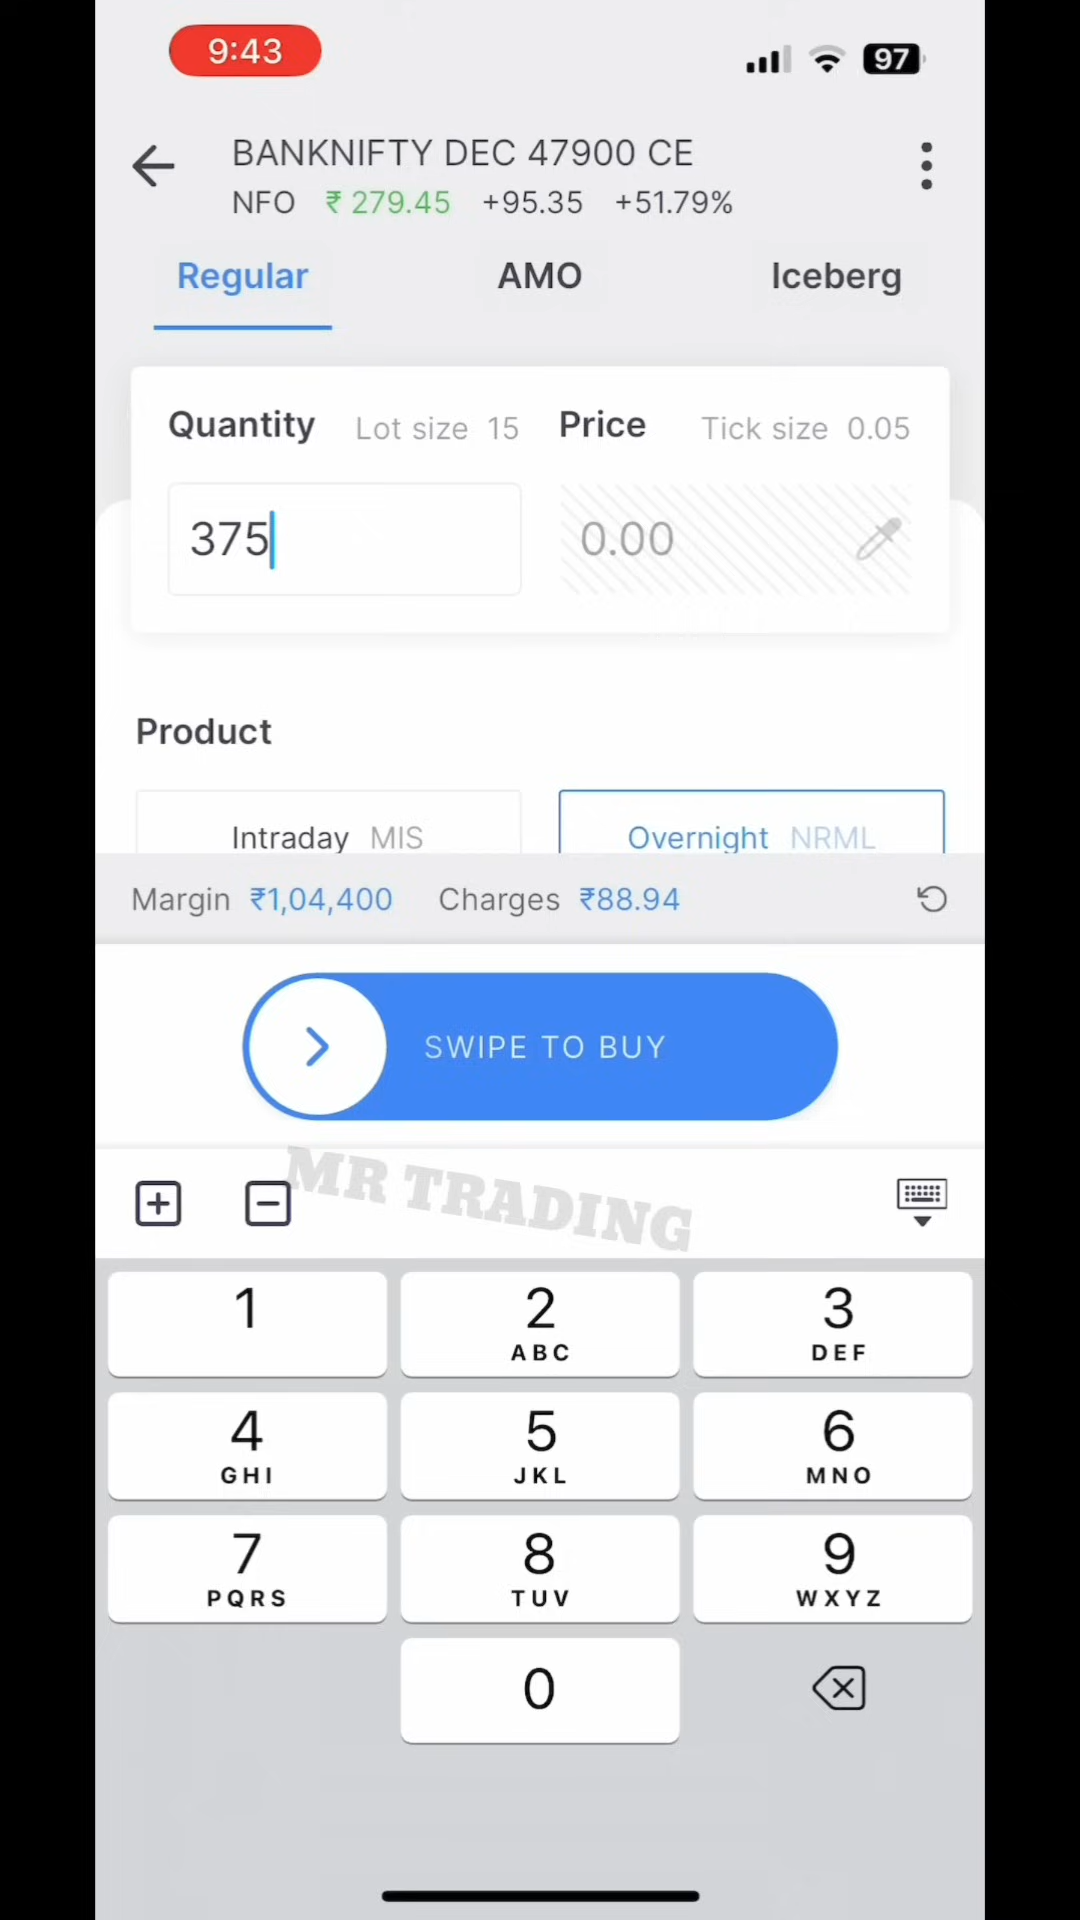 9:43
97
BANKNIFTY DEC 47900 CE
NFO ₹ 279.45 +95.35 +51.79%
Regular AMO Iceberg
Quantity Lot size 15 Price Tick size 0.05
375 0.00
Product
Intraday MIS Overnight NRML
Margin ₹1,04,400 Charges ₹88.94
SWIPE TO BUY
MR TRADING
1 2 3
ABC DEF
4 5 6
GHI JKL MNO
7 8 9
PQRS TUV WXYZ
0